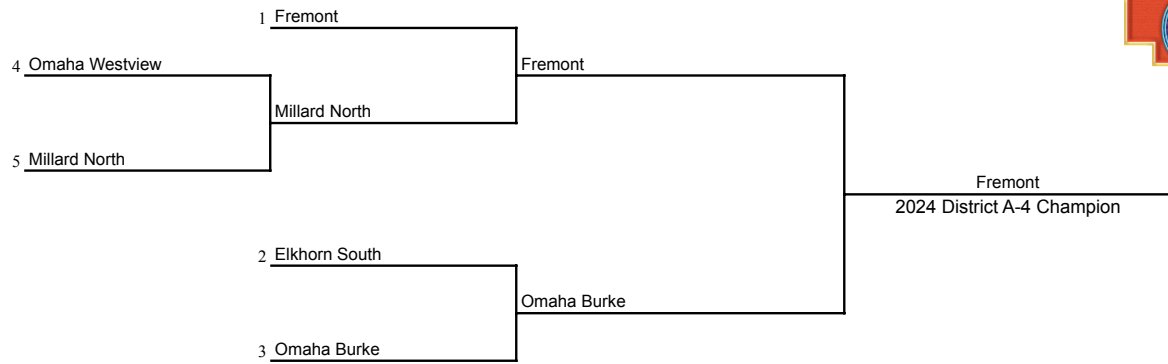 1 Fremont
4 Omaha Westview
Fremont
Millard North
5 Millard North
Fremont
2024 District A-4 Champion
2 Elkhorn South
Omaha Burke
3 Omaha Burke